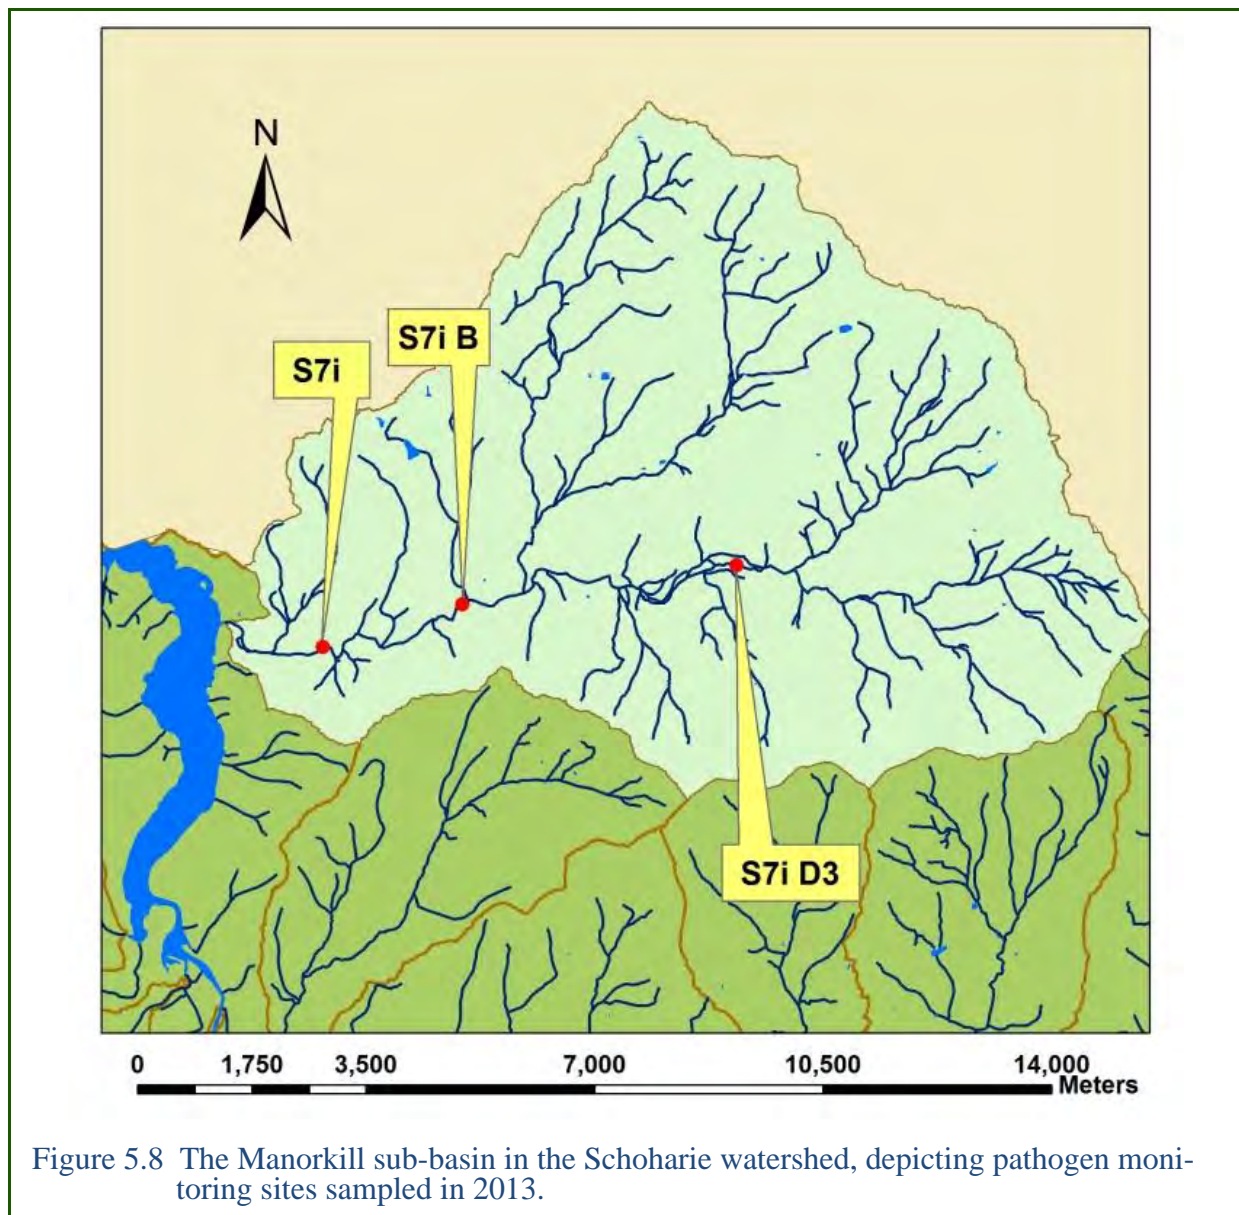 N
S7i B
S7i
S7i D3
0 1,750 3,500 7,000 10,500 14,000
Meters
Figure 5.8 The Manorkill sub-basin in the Schoharie watershed, depicting pathogen moni-
toring sites sampled in 2013.